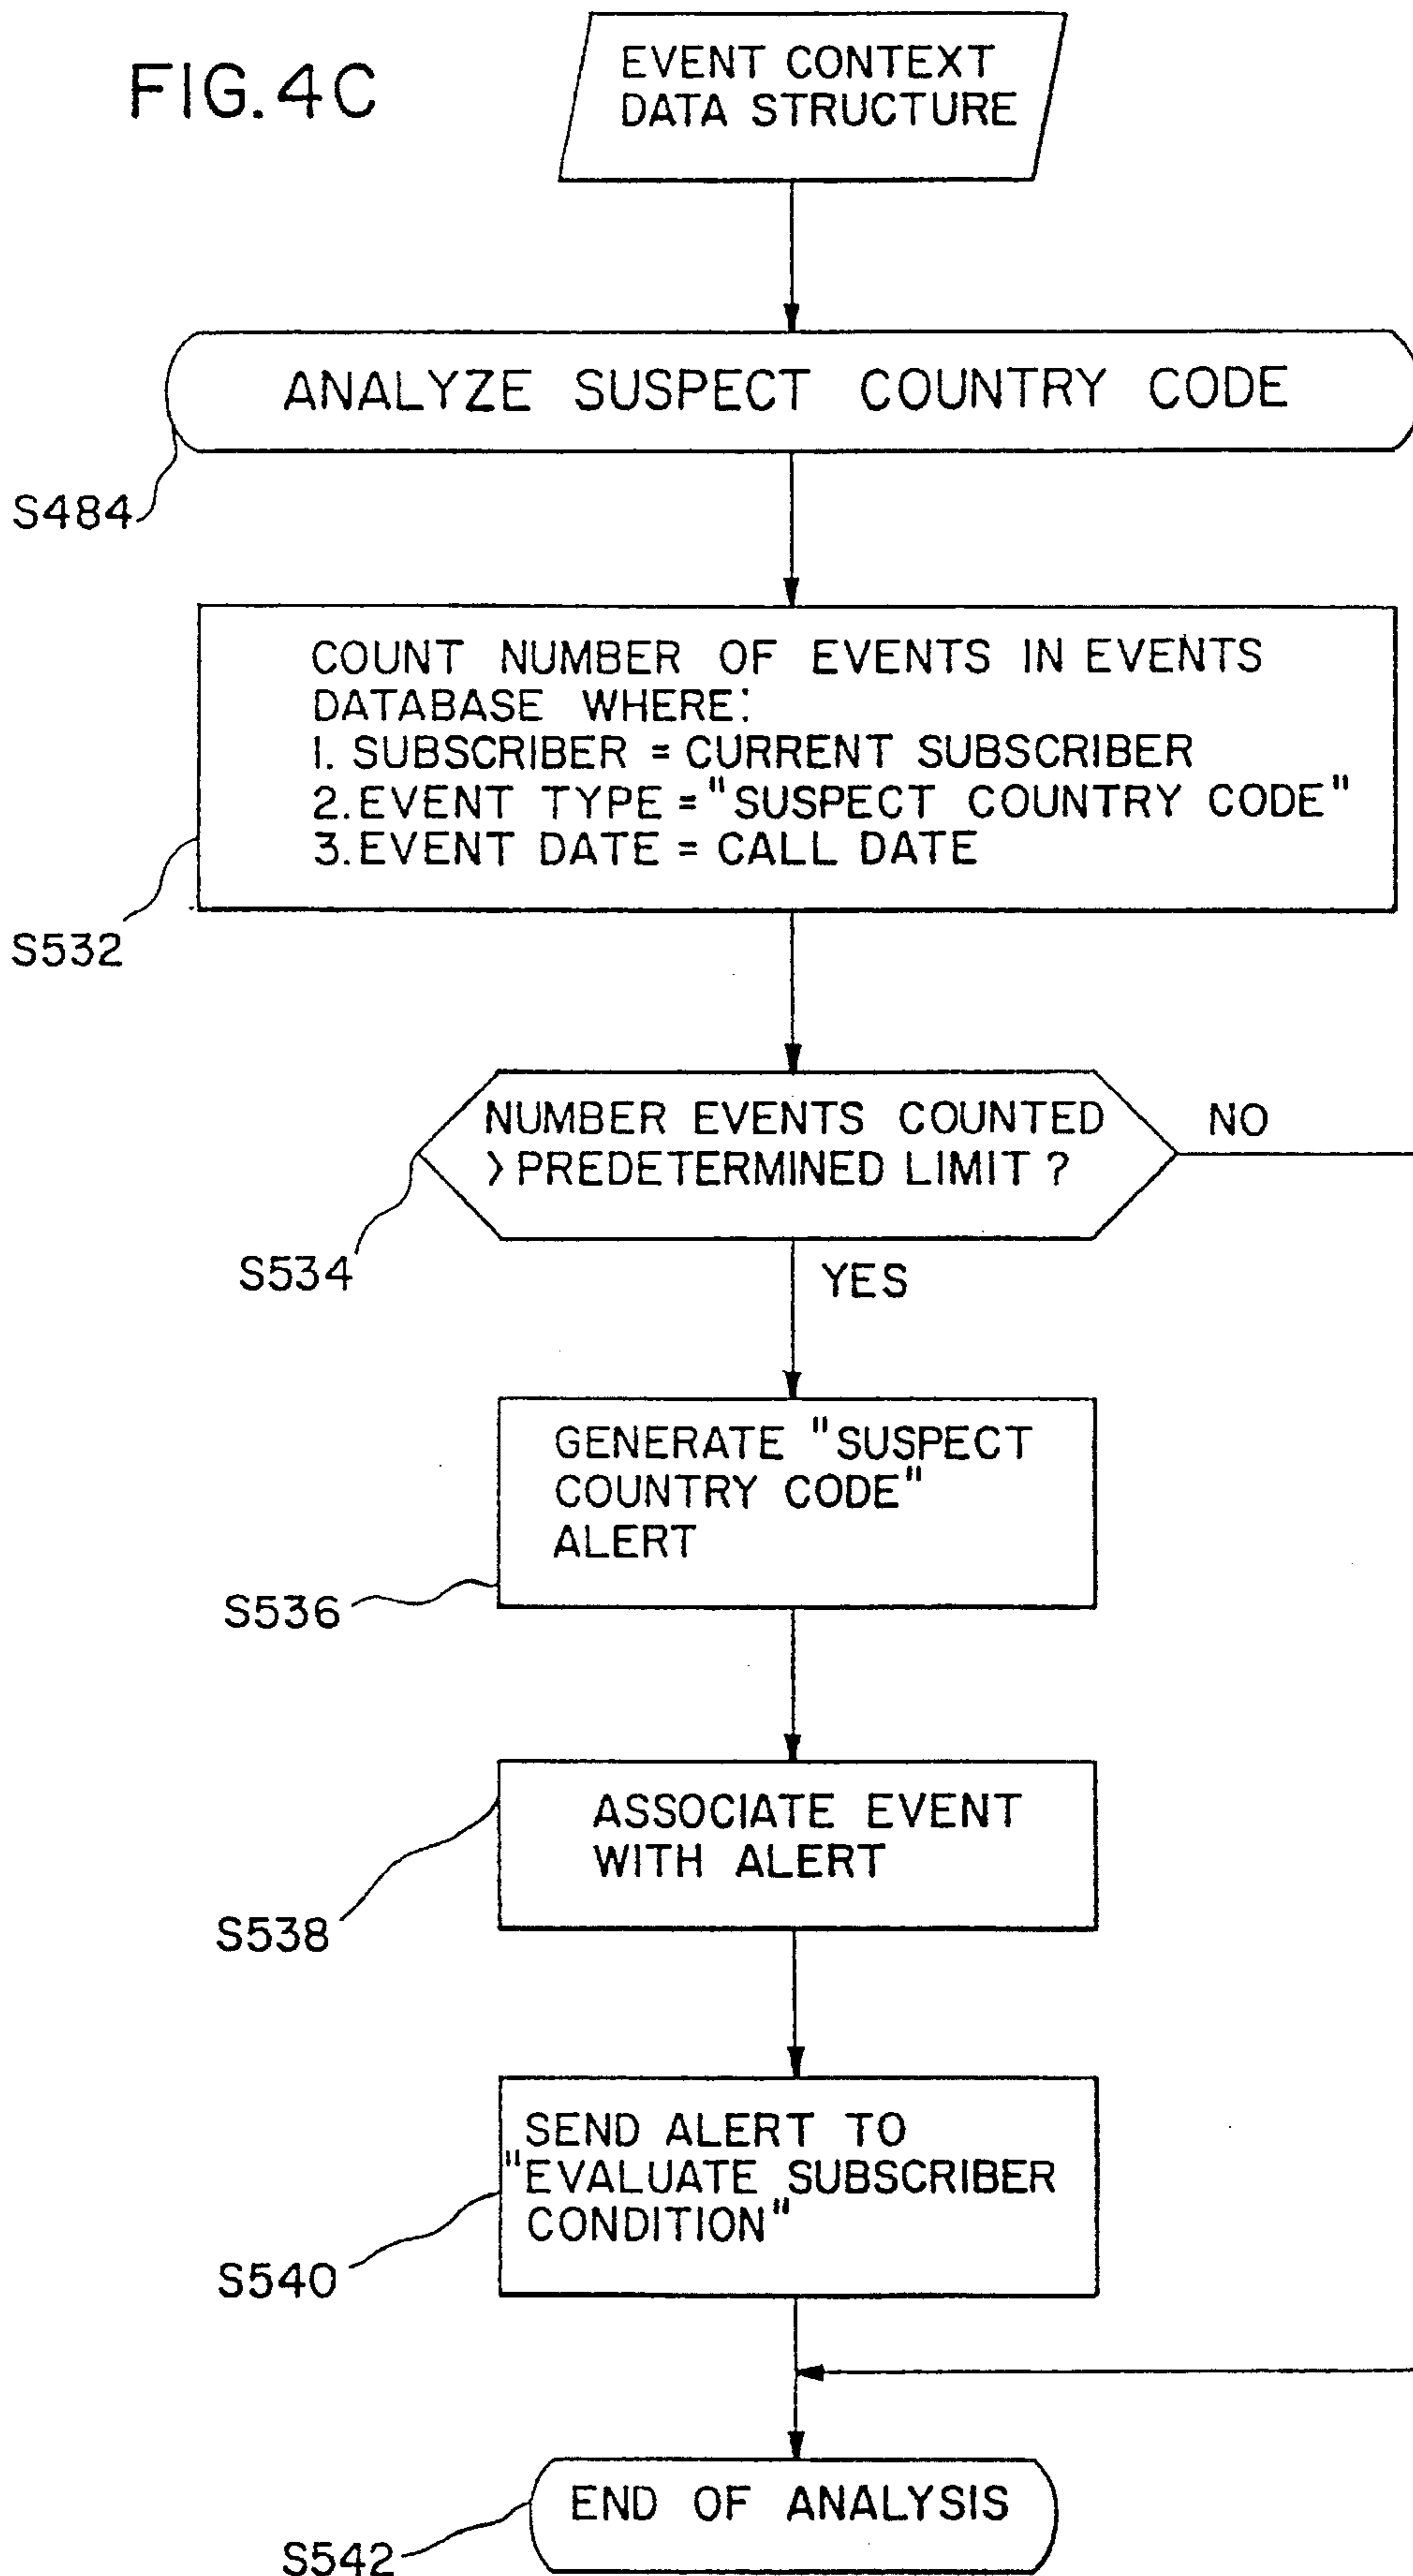 FIG. 4C
EVENT CONTEXT
DATA STRUCTURE
ANALYZE SUSPECT COUNTRY CODE
S484
COUNT NUMBER OF EVENTS IN EVENTS
DATABASE WHERE:
1. SUBSCRIBER = CURRENT SUBSCRIBER
2. EVENT TYPE = "SUSPECT COUNTRY CODE"
3. EVENT DATE = CALL DATE
S532
NUMBER EVENTS COUNTED
> PREDETERMINED LIMIT ?
NO
S534
YES
GENERATE "SUSPECT
COUNTRY CODE"
ALERT
S536
ASSOCIATE EVENT
WITH ALERT
S538
SEND ALERT TO
"EVALUATE SUBSCRIBER
CONDITION"
S540
END OF ANALYSIS
S542